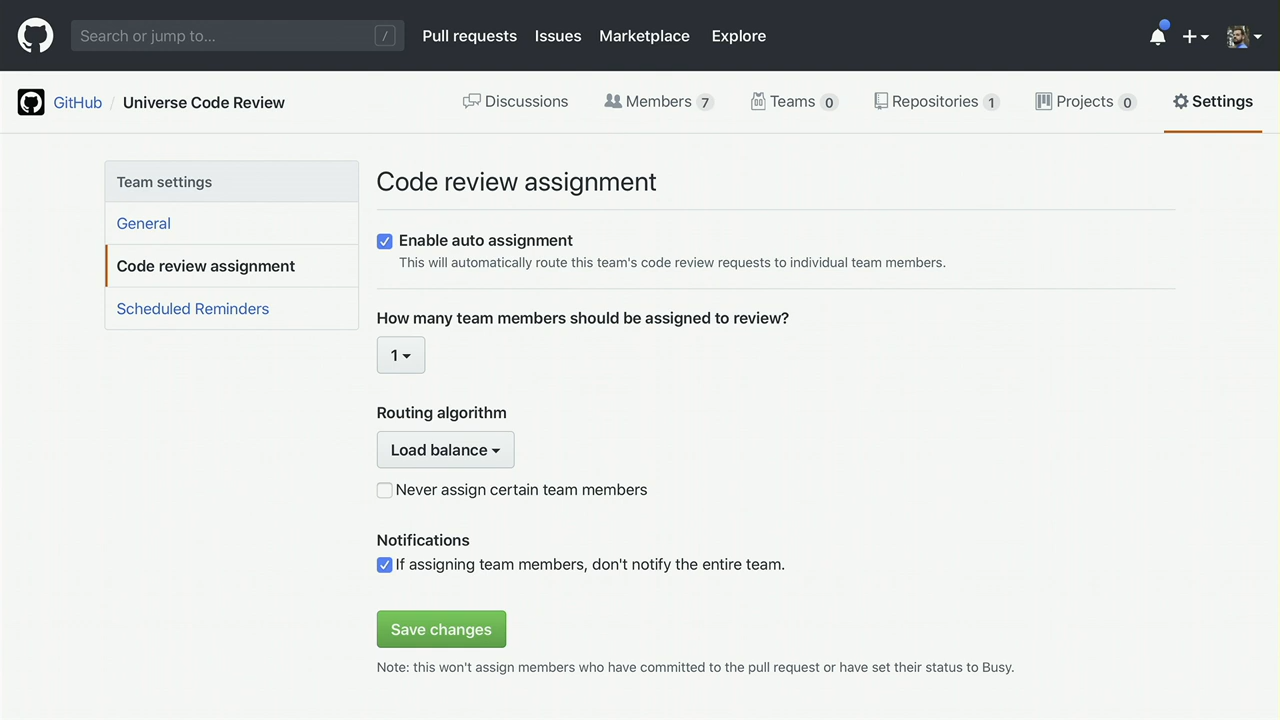 Search or jump to... /
Pull requests Issues Marketplace Explore
GitHub / Universe Code Review
Discussions Members 7 Teams 0 Repositories 1 Projects 0 Settings
Team settings
General
Code review assignment
Scheduled Reminders
Code review assignment
Enable auto assignment
This will automatically route this team's code review requests to individual team members.
How many team members should be assigned to review?
1
Routing algorithm
Load balance
Never assign certain team members
Notifications
If assigning team members, don't notify the entire team.
Save changes
Note: this won't assign members who have committed to the pull request or have set their status to Busy.